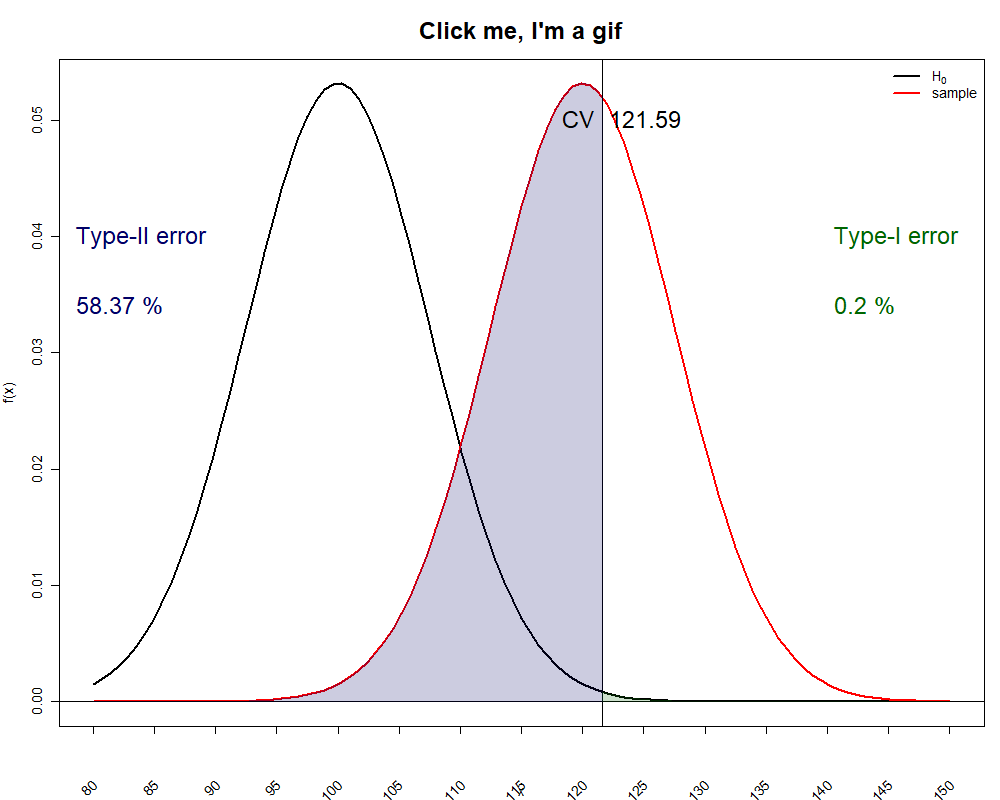 Click me, I'm a gif
H0
sample
CV 121.59
Type-II error
58.37 %
Type-I error
0.2 %
f(x)
0.05
0.04
0.03
0.02
0.01
0.00
80 85 90 95 100 105 110 115 120 125 130 135 140 145 150